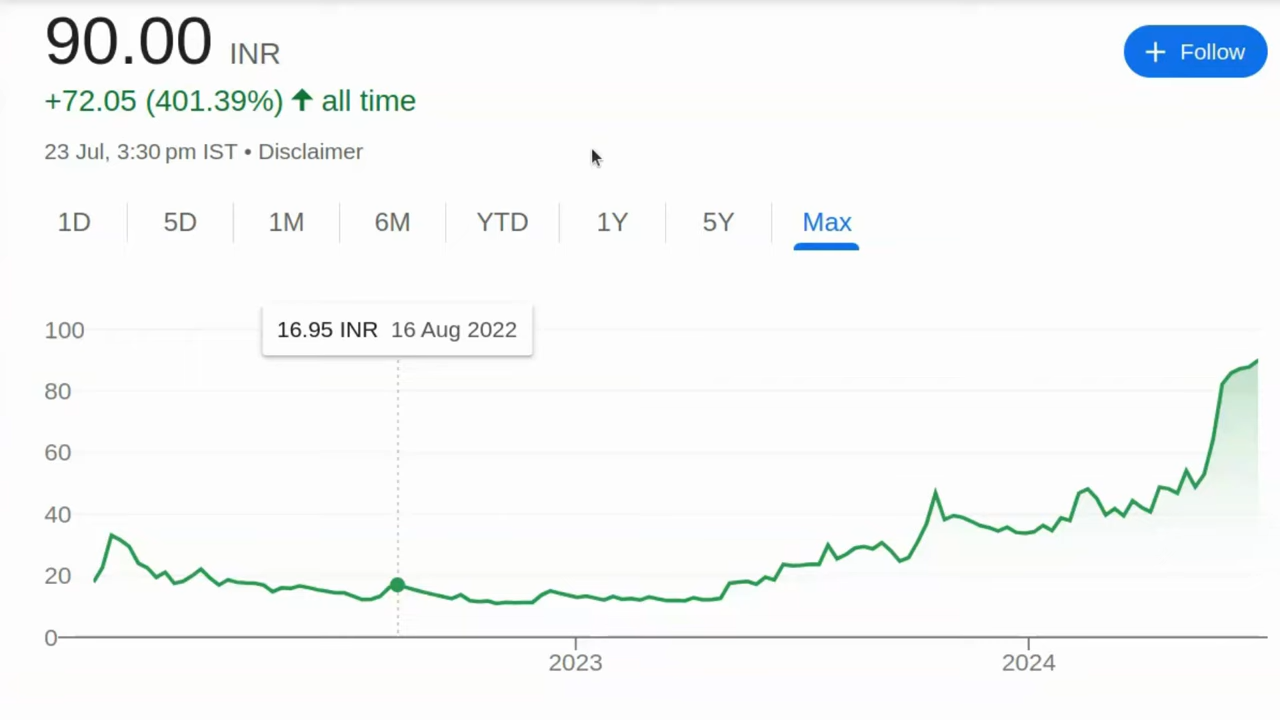 90.00 INR
+ Follow
+72.05 (401.39%) ↑ all time
23 Jul, 3:30 pm IST • Disclaimer
1D 5D 1M 6M YTD 1Y 5Y Max
16.95 INR 16 Aug 2022
100
80
60
40
20
0
2023 2024